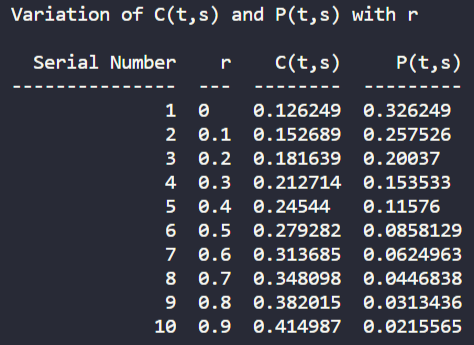 Variation of C(t,s) and P(t,s) with r
Serial Number r C(t,s) P(t,s)
--------------- --- -------- ---------
1 0 0.126249 0.326249
2 0.1 0.152689 0.257526
3 0.2 0.181639 0.20037
4 0.3 0.212714 0.153533
5 0.4 0.24544 0.11576
6 0.5 0.279282 0.0858129
7 0.6 0.313685 0.0624963
8 0.7 0.348098 0.0446838
9 0.8 0.382015 0.0313436
10 0.9 0.414987 0.0215565